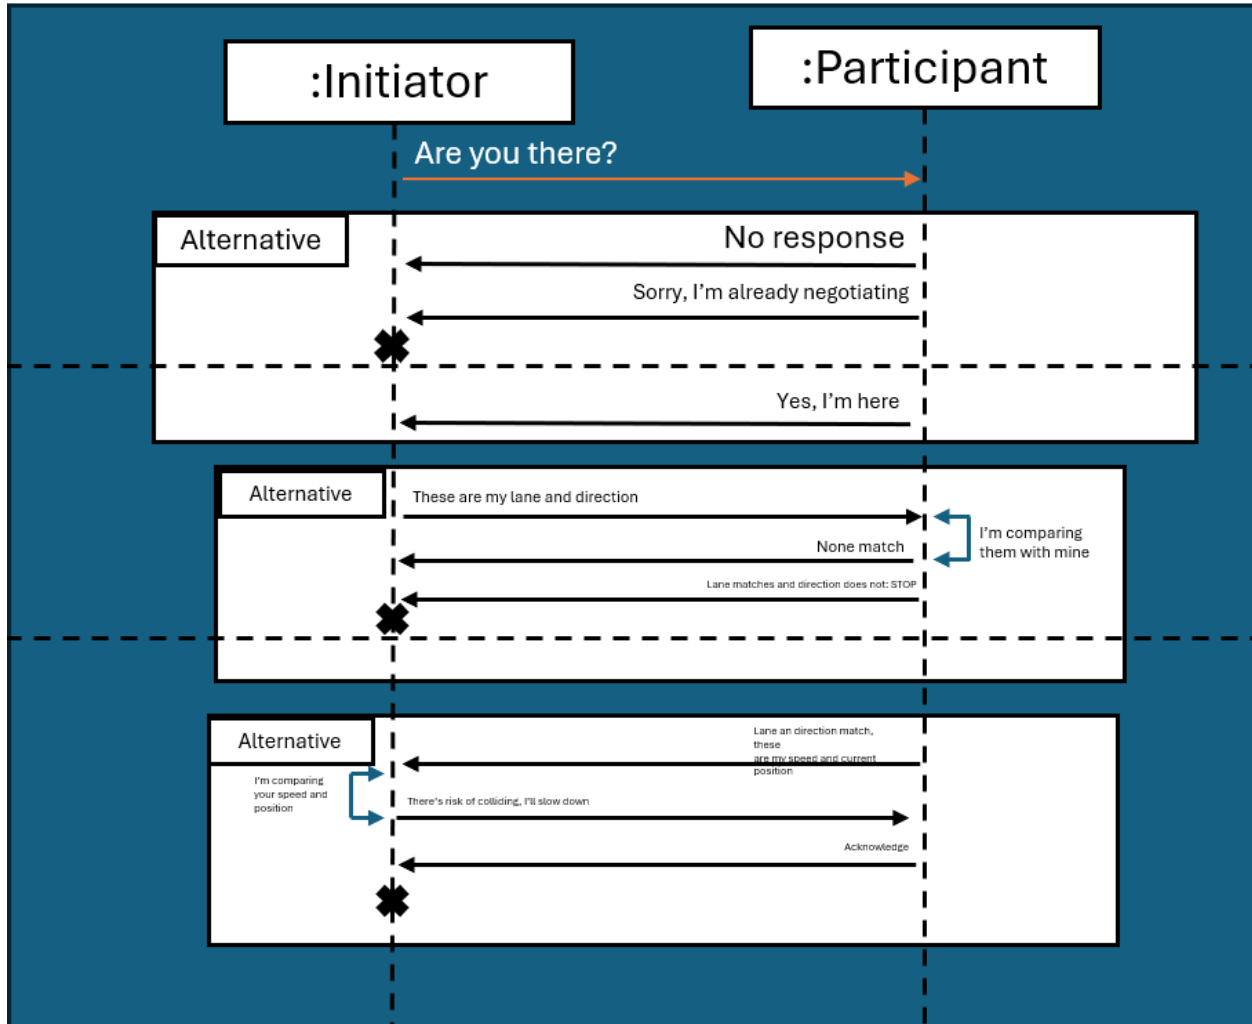 :Initiator
:Participant
Are you there?
Alternative
No response
Sorry, I'm already negotiating
Yes, I'm here
Alternative
These are my lane and direction
I'm comparing
them with mine
None match
Lane matches and direction does not: STOP
Alternative
Lane an direction match,
these
are my speed and current
position
I'm comparing
your speed and
position
There's risk of colliding, I'll slow down
Acknowledge